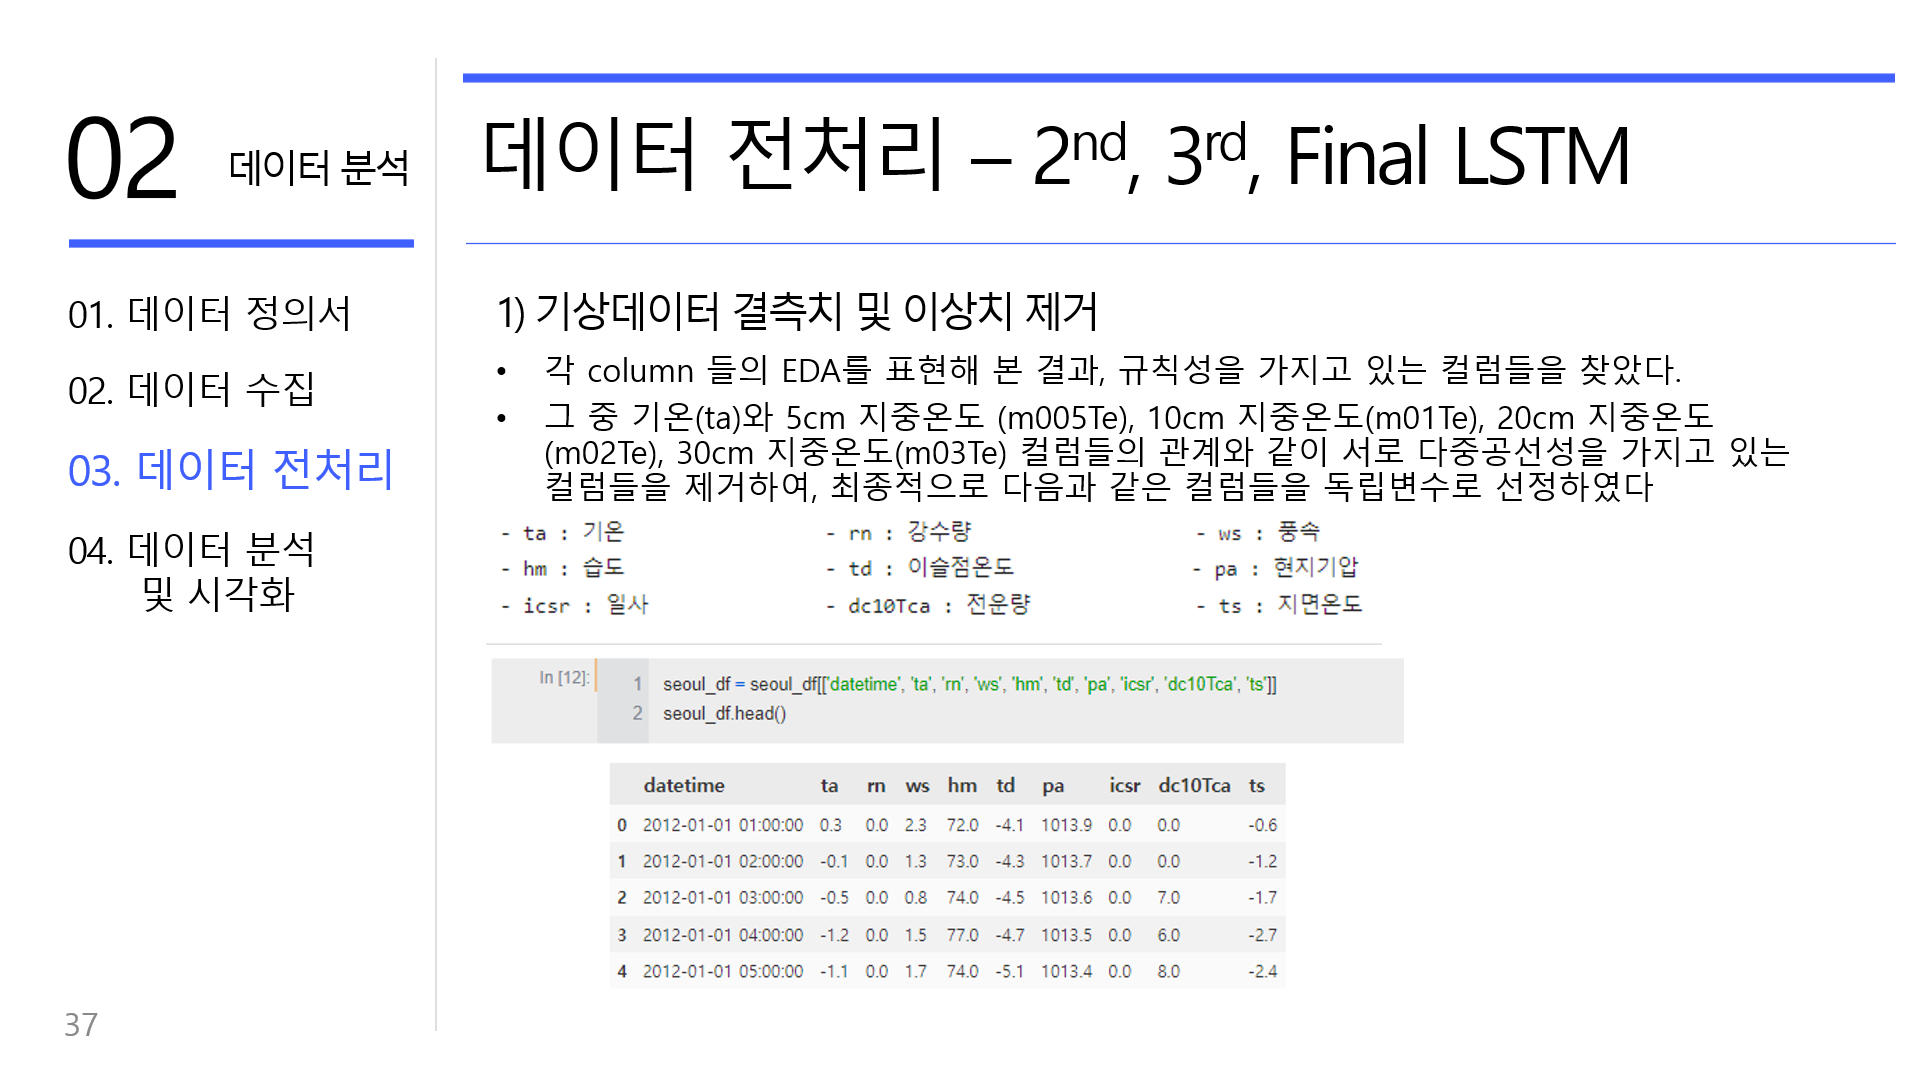 02 데이터 분석
01. 데이터 정의서
02. 데이터 수집
03. 데이터 전처리
04. 데이터 분석
및 시각화
37
데이터 전처리 – 2nd, 3rd, Final LSTM
1) 기상데이터 결측치 및 이상치 제거
• 각 column 들의 EDA를 표현해 본 결과, 규칙성을 가지고 있는 컬럼들을 찾았다.
• 그 중 기온(ta)와 5cm 지중온도 (m005Te), 10cm 지중온도(m01Te), 20cm 지중온도
(m02Te), 30cm 지중온도(m03Te) 컬럼들의 관계와 같이 서로 다중공선성을 가지고 있는
컬럼들을 제거하여, 최종적으로 다음과 같은 컬럼들을 독립변수로 선정하였다
- ta : 기온 - rn : 강수량 - ws : 풍속
- hm : 습도 - td : 이슬점온도 - pa : 현지기압
- icsr : 일사 - dc10Tca : 전운량 - ts : 지면온도
In [12]: 1 seoul_df = seoul_df[['datetime', 'ta', 'rn', 'ws', 'hm', 'td', 'pa', 'icsr', 'dc10Tca', 'ts']]
2 seoul_df.head()
datetime ta rn ws hm td pa icsr dc10Tca ts
0 2012-01-01 01:00:00 0.3 0.0 2.3 72.0 -4.1 1013.9 0.0 0.0 -0.6
1 2012-01-01 02:00:00 -0.1 0.0 1.3 73.0 -4.3 1013.7 0.0 0.0 -1.2
2 2012-01-01 03:00:00 -0.5 0.0 0.8 74.0 -4.5 1013.6 0.0 7.0 -1.7
3 2012-01-01 04:00:00 -1.2 0.0 1.5 77.0 -4.7 1013.5 0.0 6.0 -2.7
4 2012-01-01 05:00:00 -1.1 0.0 1.7 74.0 -5.1 1013.4 0.0 8.0 -2.4